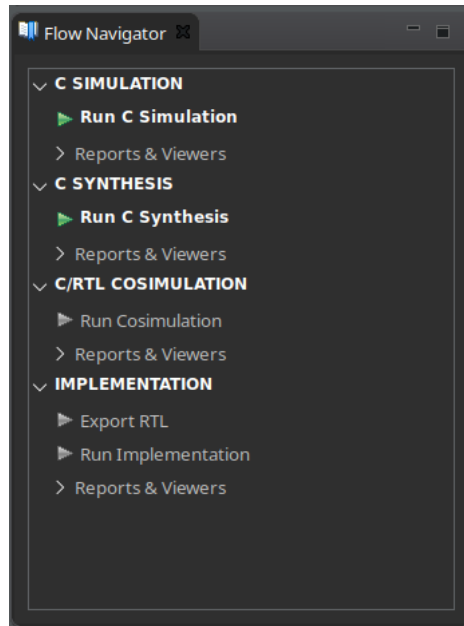 Flow Navigator
C SIMULATION
Run C Simulation
Reports & Viewers
C SYNTHESIS
Run C Synthesis
Reports & Viewers
C/RTL COSIMULATION
Run Cosimulation
Reports & Viewers
IMPLEMENTATION
Export RTL
Run Implementation
Reports & Viewers